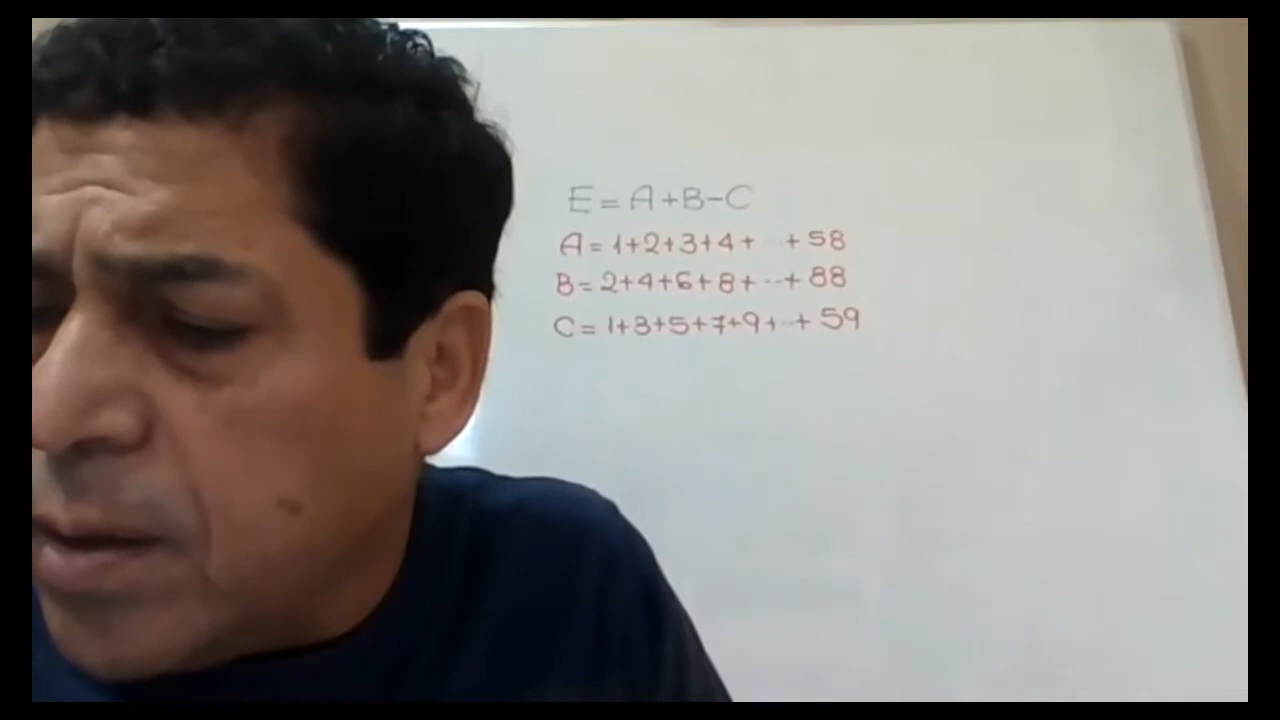 E = A+B-C
A = 1+2+3+4+ ... + 58
B = 2+4+6+8+ ... + 88
C = 1+3+5+7+9+ ... + 59